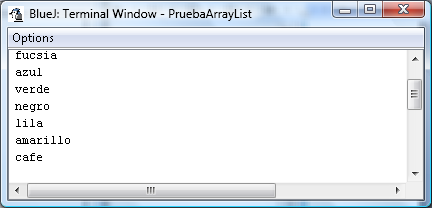 BlueJ: Terminal Window - PruebaArrayList
Options
fucsia
azul
verde
negro
lila
amarillo
cafe